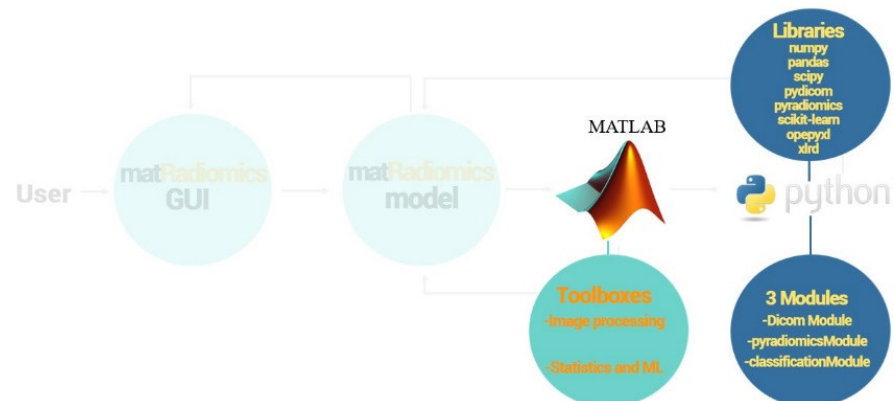 Libraries
numpy
pandas
scipy
pydicom
pyradiomics
scikit-learn
opepyxl
xlrd
MATLAB
User
matRadiomics
GUI
matRadiomics
model
python
Toolboxes
-Image processing
-Statistics and ML
3 Modules
-Dicom Module
-pyradiomicsModule
-classificationModule